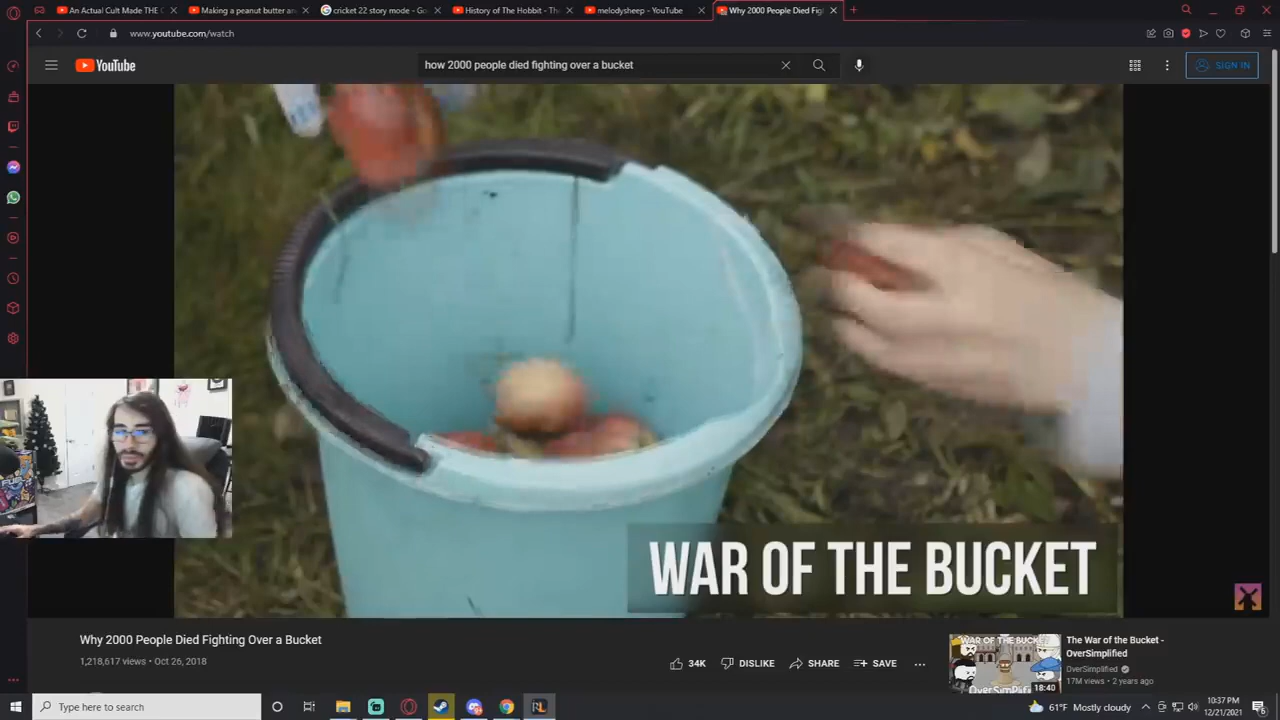 An Actual Cult Made THE C
Making a peanut butter an
cricket 22 story mode - Go
History of The Hobbit - Th
melodysheep - YouTube
Why 2000 People Died Fig
www.youtube.com/watch
YouTube
how 2000 people died fighting over a bucket
SIGN IN
WAR OF THE BUCKET
Why 2000 People Died Fighting Over a Bucket
1,218,617 views • Oct 26, 2018
34K
DISLIKE
SHARE
SAVE
WAR OF THE BUCKET
OverSimplified
18:40
The War of the Bucket -
OverSimplified
OverSimplified
17M views • 2 years ago
Type here to search
61°F Mostly cloudy
10:37 PM
12/21/2021